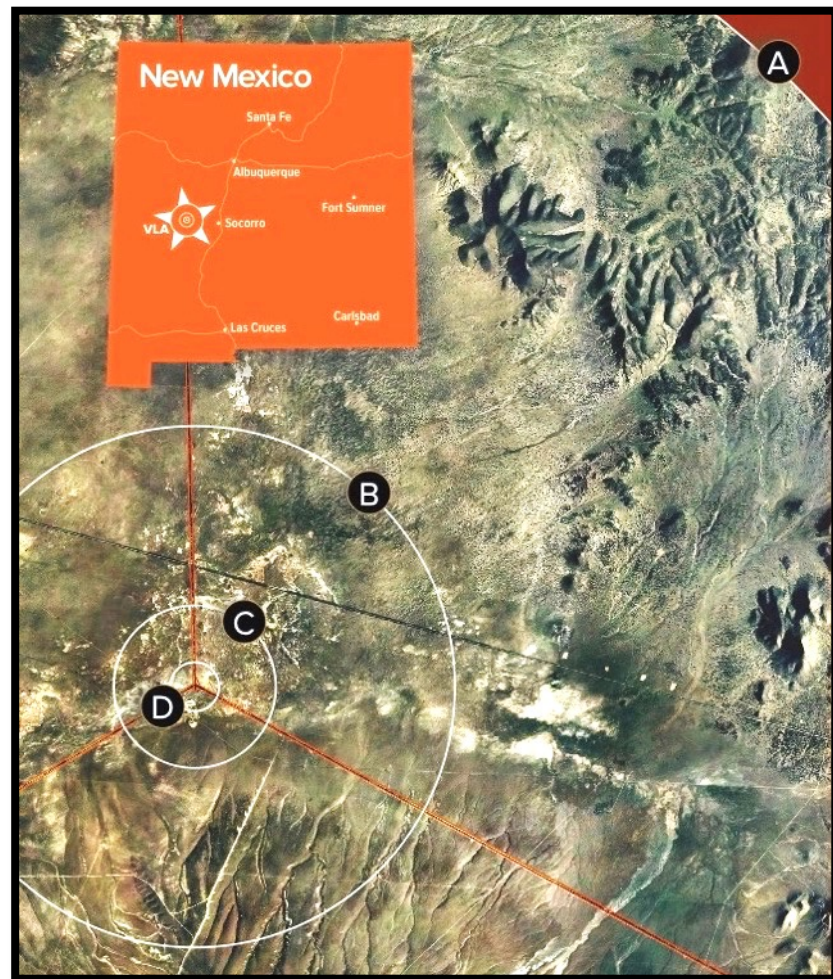 New Mexico
Santa Fe
Albuquerque
Fort Sumner
VLA
Socorro
Las Cruces
Carlsbad
A
B
C
D